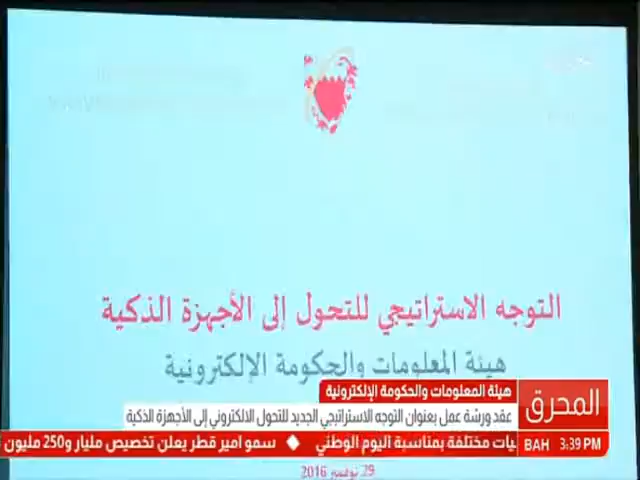 التوجه الاستراتيجي للتحول إلى الأجهزة الذكية
هيئة المعلومات والحكومة الإلكترونية
هيئة المعلومات والحكومة الإلكترونية
المحرق
عقد ورشة عمل بعنوان التوجه الاستراتيجي الجديد للتحول الالكتروني إلى الأجهزة الذكية
BAH 3:39 PM
يات مختلفة بمناسبة اليوم الوطني ◆ سمو امير قطر يعلن تخصيص مليار و250 مليون
29 نوفمبر 2016